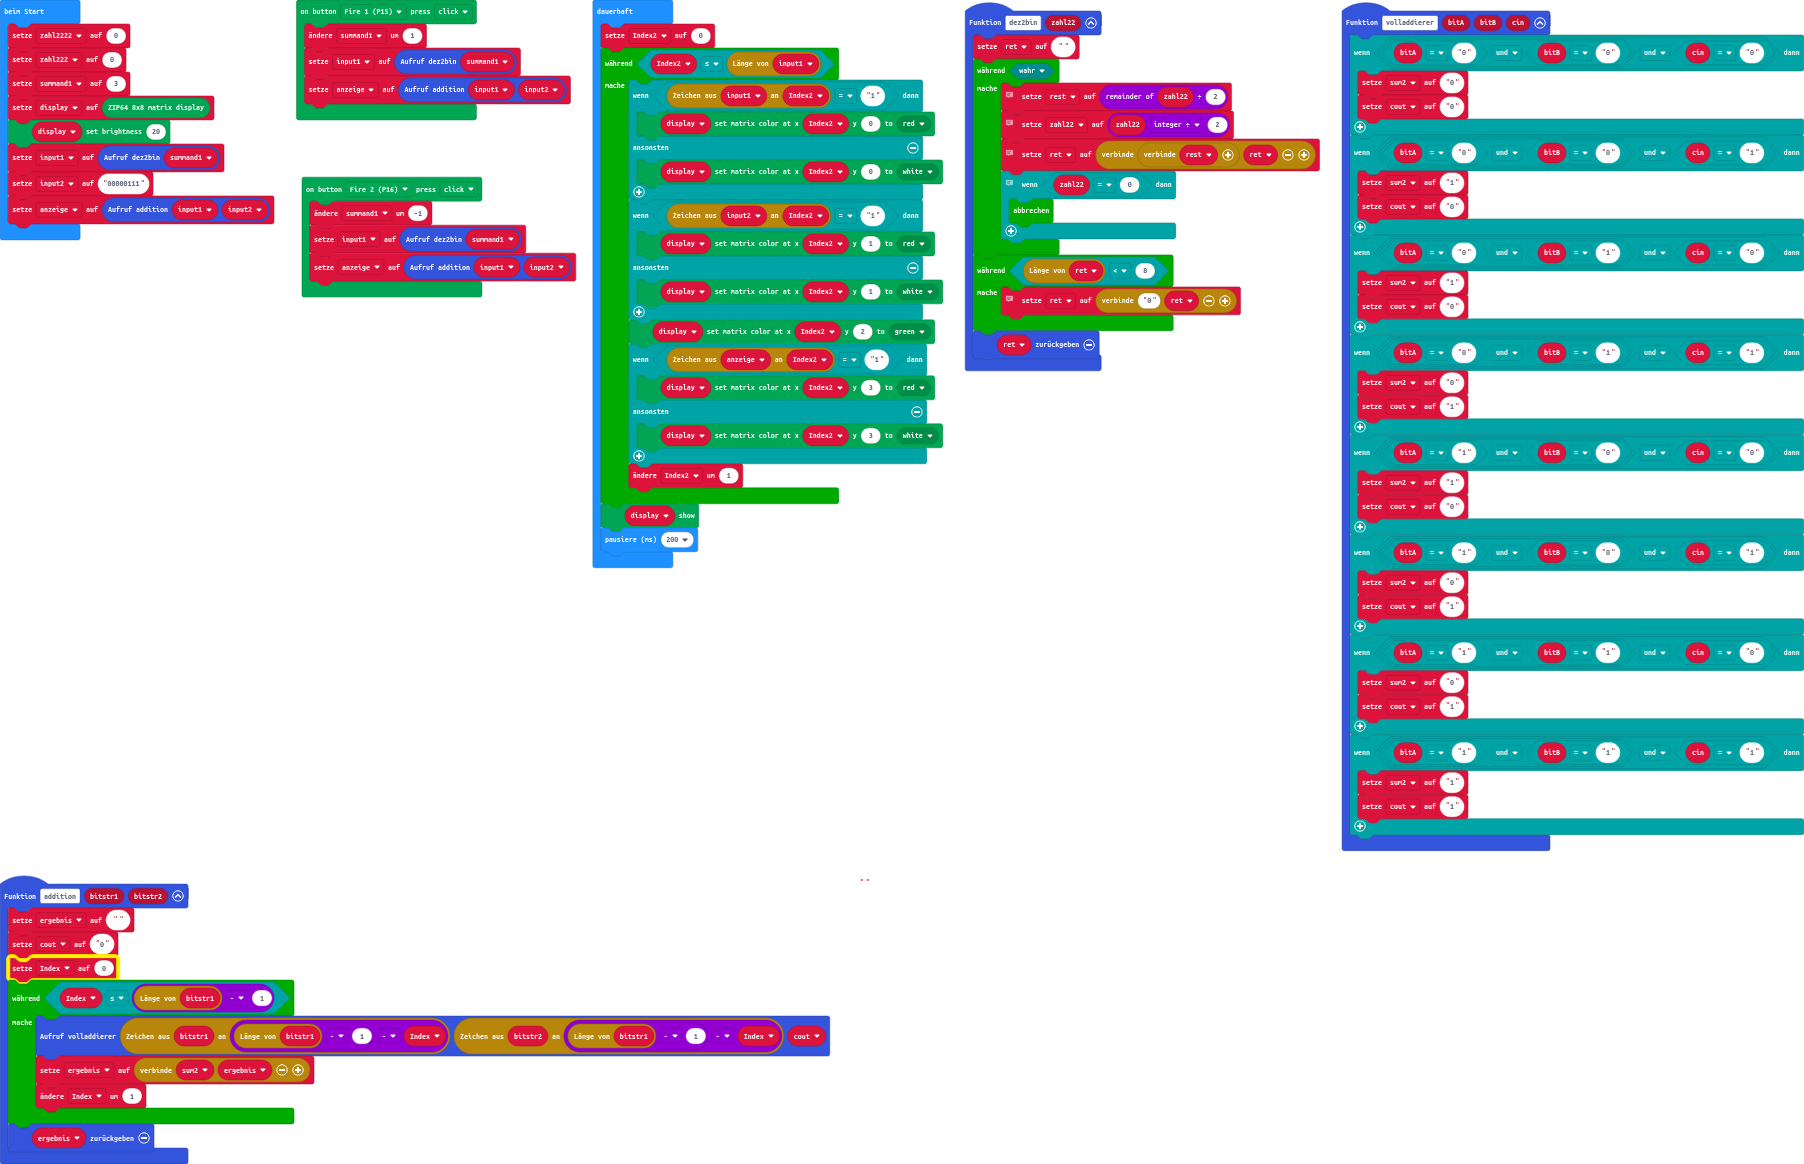 beim Start
setze zahl2222 auf 0
setze zahl222 auf 0
setze summand1 auf 3
setze display auf ZIP64 8x8 matrix display
display set brightness 20
setze input1 auf Aufruf dez2bin summand1
setze input2 auf "00000111"
setze anzeige auf Aufruf addition input1 input2
on button Fire 1 (P15) press click
ändere summand1 um 1
setze input1 auf Aufruf dez2bin summand1
setze anzeige auf Aufruf addition input1 input2
on button Fire 2 (P16) press click
ändere summand1 um -1
setze input1 auf Aufruf dez2bin summand1
setze anzeige auf Aufruf addition input1 input2
dauerhaft
setze Index2 auf 0
während Index2 ≤ Länge von input1
mache
wenn Zeichen aus input1 an Index2 = "1" dann
display set matrix color at x Index2 y 0 to red
ansonsten
display set matrix color at x Index2 y 0 to white
wenn Zeichen aus input2 an Index2 = "1" dann
display set matrix color at x Index2 y 1 to red
ansonsten
display set matrix color at x Index2 y 1 to white
display set matrix color at x Index2 y 2 to green
wenn Zeichen aus anzeige an Index2 = "1" dann
display set matrix color at x Index2 y 3 to red
ansonsten
display set matrix color at x Index2 y 3 to white
ändere Index2 um 1
display show
pausiere (ms) 200
Funktion dez2bin zahl22
setze ret auf ""
während wahr
mache
setze rest auf remainder of zahl22 ÷ 2
setze zahl22 auf zahl22 integer ÷ 2
setze ret auf verbinde verbinde rest ret
wenn zahl22 = 0 dann
abbrechen
während Länge von ret < 8
mache
setze ret auf verbinde "0" ret
ret zurückgeben
Funktion volladdierer bitA bitB cin
wenn bitA = "0" und bitB = "0" und cin = "0" dann
setze sum2 auf "0"
setze cout auf "0"
wenn bitA = "0" und bitB = "0" und cin = "1" dann
setze sum2 auf "1"
setze cout auf "0"
wenn bitA = "0" und bitB = "1" und cin = "0" dann
setze sum2 auf "1"
setze cout auf "0"
wenn bitA = "0" und bitB = "1" und cin = "1" dann
setze sum2 auf "0"
setze cout auf "1"
wenn bitA = "1" und bitB = "0" und cin = "0" dann
setze sum2 auf "1"
setze cout auf "0"
wenn bitA = "1" und bitB = "0" und cin = "1" dann
setze sum2 auf "0"
setze cout auf "1"
wenn bitA = "1" und bitB = "1" und cin = "0" dann
setze sum2 auf "0"
setze cout auf "1"
wenn bitA = "1" und bitB = "1" und cin = "1" dann
setze sum2 auf "1"
setze cout auf "1"
Funktion addition bitstr1 bitstr2
setze ergebnis auf ""
setze cout auf "0"
setze Index auf 0
während Index ≤ Länge von bitstr1 - 1
mache
Aufruf volladdierer Zeichen aus bitstr1 an Länge von bitstr1 - 1 - Index Zeichen aus bitstr2 an Länge von bitstr1 - 1 - Index cout
setze ergebnis auf verbinde sum2 ergebnis
ändere Index um 1
ergebnis zurückgeben